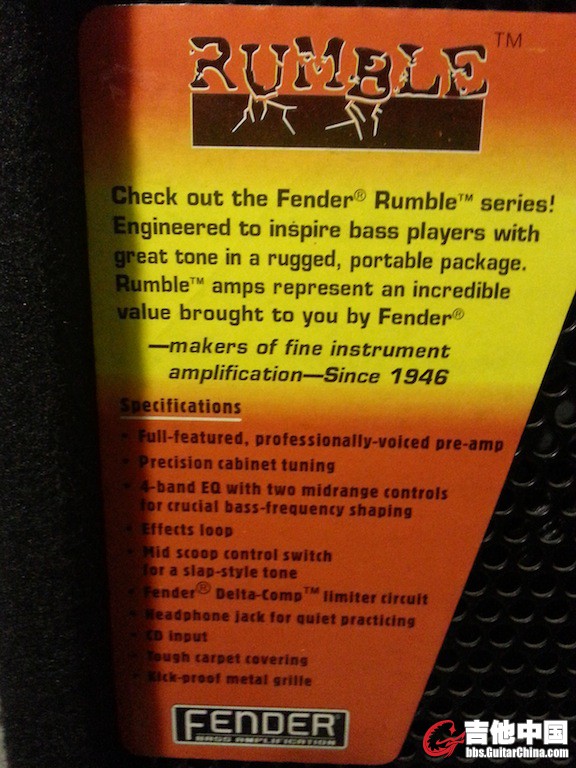 RUMBLE™
Check out the Fender® Rumble™ series!
Engineered to inspire bass players with
great tone in a rugged, portable package.
Rumble™ amps represent an incredible
value brought to you by Fender®
—makers of fine instrument
amplification—Since 1946
Specifications
• Full-featured, professionally-voiced pre-amp
• Precision cabinet tuning
• 4-band EQ with two midrange controls
for crucial bass-frequency shaping
• Effects loop
• Mid scoop control switch
for a slap-style tone
• Fender® Delta-Comp™ limiter circuit
• Headphone jack for quiet practicing
• CD input
• Tough carpet covering
• Kick-proof metal grille
FENDER®
BASS AMPLIFICATION
吉他中国
bbs.GuitarChina.com